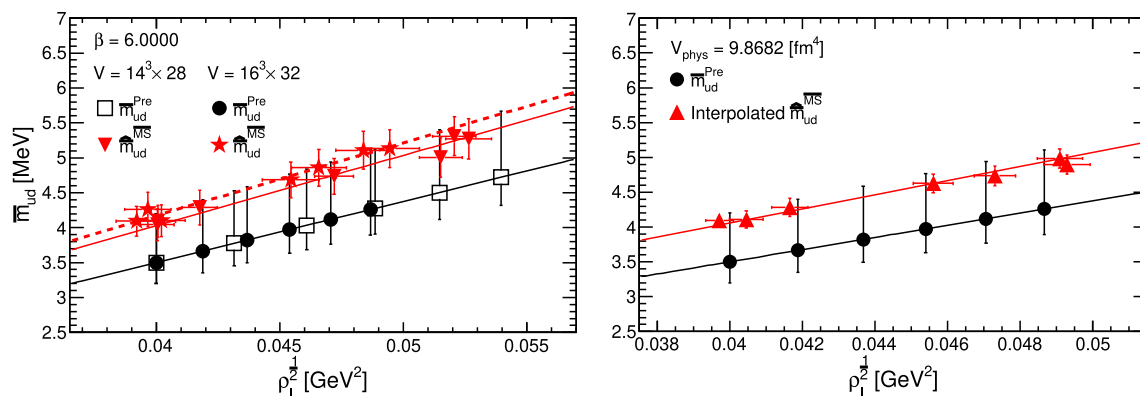 7
6.5
6
5.5
5
4.5
4
3.5
3
2.5
m̅ud [MeV]
β = 6.0000
V = 14³× 28 V = 16³× 32
m̅ud^Pre m̅ud^Pre
m̂ud^M̅S̅ m̂ud^M̅S̅
0.04 0.045 0.05 0.055
ρI^1/2 [GeV²]
7
6.5
6
5.5
5
4.5
4
3.5
3
2.5
Vphys = 9.8682 [fm⁴]
m̅ud^Pre
Interpolated m̂ud^M̅S̅
0.038 0.04 0.042 0.044 0.046 0.048 0.05
ρI^1/2 [GeV²]